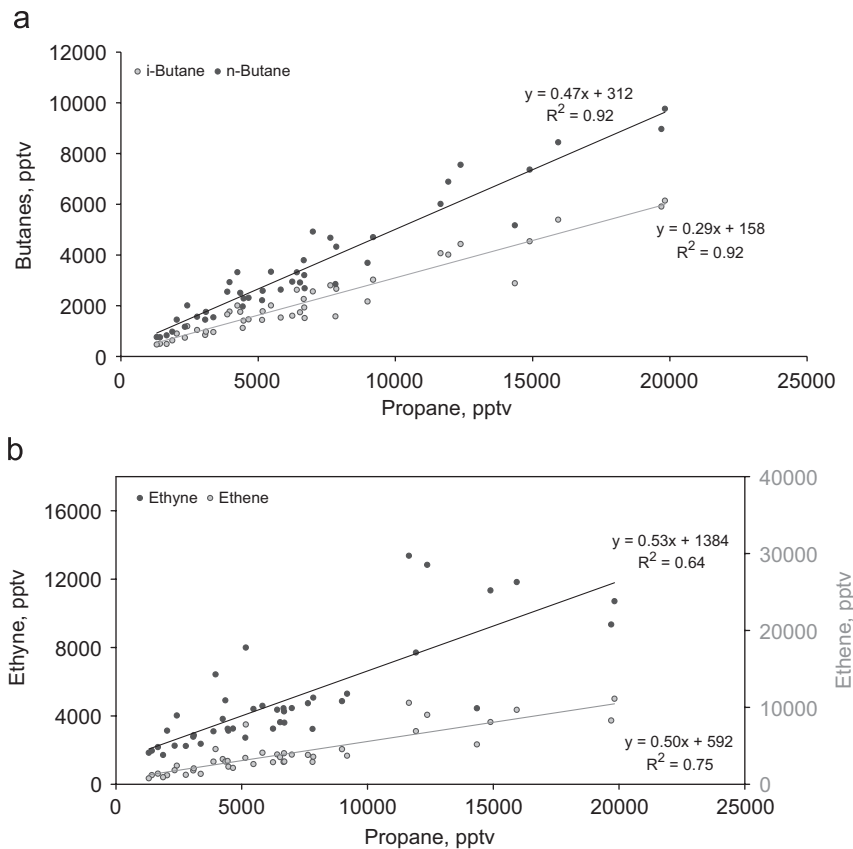 a
12000
10000
8000
6000
4000
2000
0
Butanes, pptv
i-Butane n-Butane
y = 0.47x + 312
R² = 0.92
y = 0.29x + 158
R² = 0.92
0 5000 10000 15000 20000 25000
Propane, pptv
b
16000
12000
8000
4000
0
Ethyne, pptv
Ethyne Ethene
y = 0.53x + 1384
R² = 0.64
y = 0.50x + 592
R² = 0.75
40000
30000
20000
10000
0
Ethene, pptv
0 5000 10000 15000 20000 25000
Propane, pptv